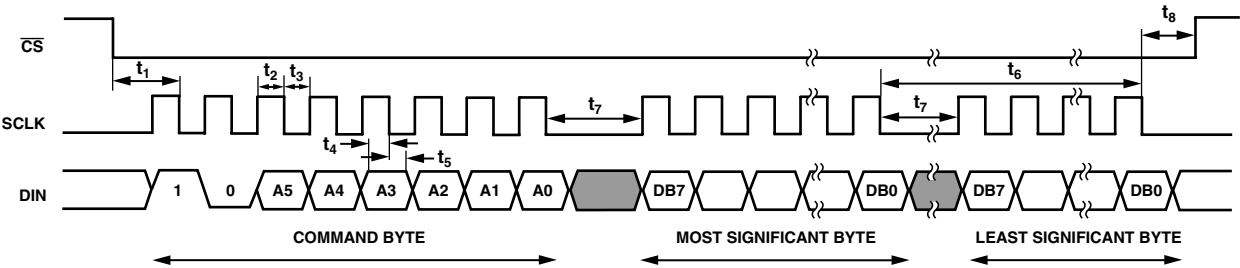 t8
CS
t1
t2
t3
t6
SCLK
t7
t7
t4
t5
DIN
1
0
A5
A4
A3
A2
A1
A0
DB7
DB0
DB7
DB0
COMMAND BYTE
MOST SIGNIFICANT BYTE
LEAST SIGNIFICANT BYTE